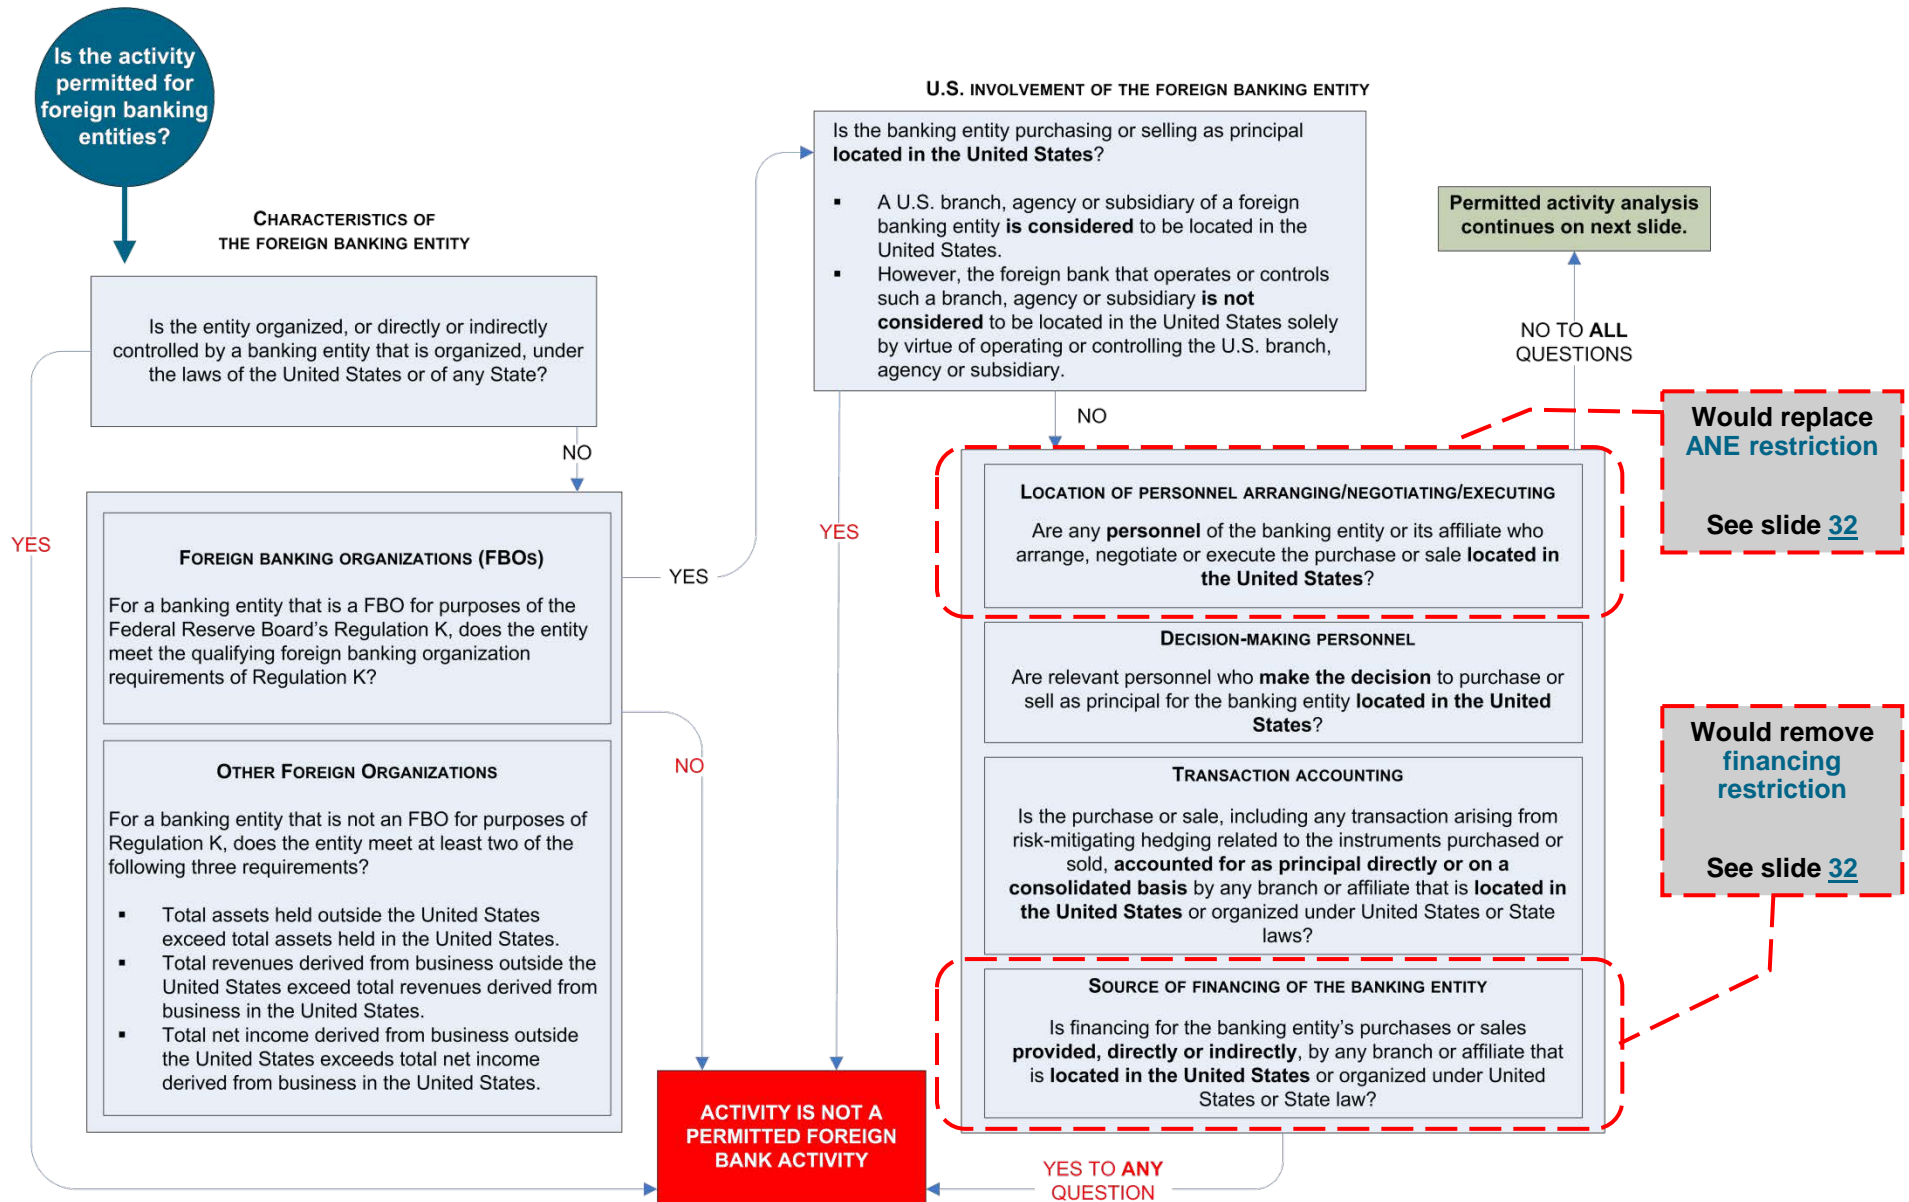 Is the activity
permitted for
foreign banking
entities?
CHARACTERISTICS OF
THE FOREIGN BANKING ENTITY
Is the entity organized, or directly or indirectly
controlled by a banking entity that is organized, under
the laws of the United States or of any State?
YES
NO
FOREIGN BANKING ORGANIZATIONS (FBOS)
For a banking entity that is a FBO for purposes of the
Federal Reserve Board's Regulation K, does the entity
meet the qualifying foreign banking organization
requirements of Regulation K?
OTHER FOREIGN ORGANIZATIONS
For a banking entity that is not an FBO for purposes of
Regulation K, does the entity meet at least two of the
following three requirements?
▪ Total assets held outside the United States
exceed total assets held in the United States.
▪ Total revenues derived from business outside the
United States exceed total revenues derived from
business in the United States.
▪ Total net income derived from business outside
the United States exceeds total net income
derived from business in the United States.
YES
NO
U.S. INVOLVEMENT OF THE FOREIGN BANKING ENTITY
Is the banking entity purchasing or selling as principal
located in the United States?
▪ A U.S. branch, agency or subsidiary of a foreign
banking entity is considered to be located in the
United States.
▪ However, the foreign bank that operates or controls
such a branch, agency or subsidiary is not
considered to be located in the United States solely
by virtue of operating or controlling the U.S. branch,
agency or subsidiary.
YES
NO
LOCATION OF PERSONNEL ARRANGING/NEGOTIATING/EXECUTING
Are any personnel of the banking entity or its affiliate who
arrange, negotiate or execute the purchase or sale located in
the United States?
DECISION-MAKING PERSONNEL
Are relevant personnel who make the decision to purchase or
sell as principal for the banking entity located in the United
States?
TRANSACTION ACCOUNTING
Is the purchase or sale, including any transaction arising from
risk-mitigating hedging related to the instruments purchased or
sold, accounted for as principal directly or on a
consolidated basis by any branch or affiliate that is located in
the United States or organized under United States or State
laws?
SOURCE OF FINANCING OF THE BANKING ENTITY
Is financing for the banking entity's purchases or sales
provided, directly or indirectly, by any branch or affiliate that
is located in the United States or organized under United
States or State law?
YES TO ANY
QUESTION
ACTIVITY IS NOT A
PERMITTED FOREIGN
BANK ACTIVITY
NO TO ALL
QUESTIONS
Permitted activity analysis
continues on next slide.
Would replace
ANE restriction
See slide 32
Would remove
financing
restriction
See slide 32